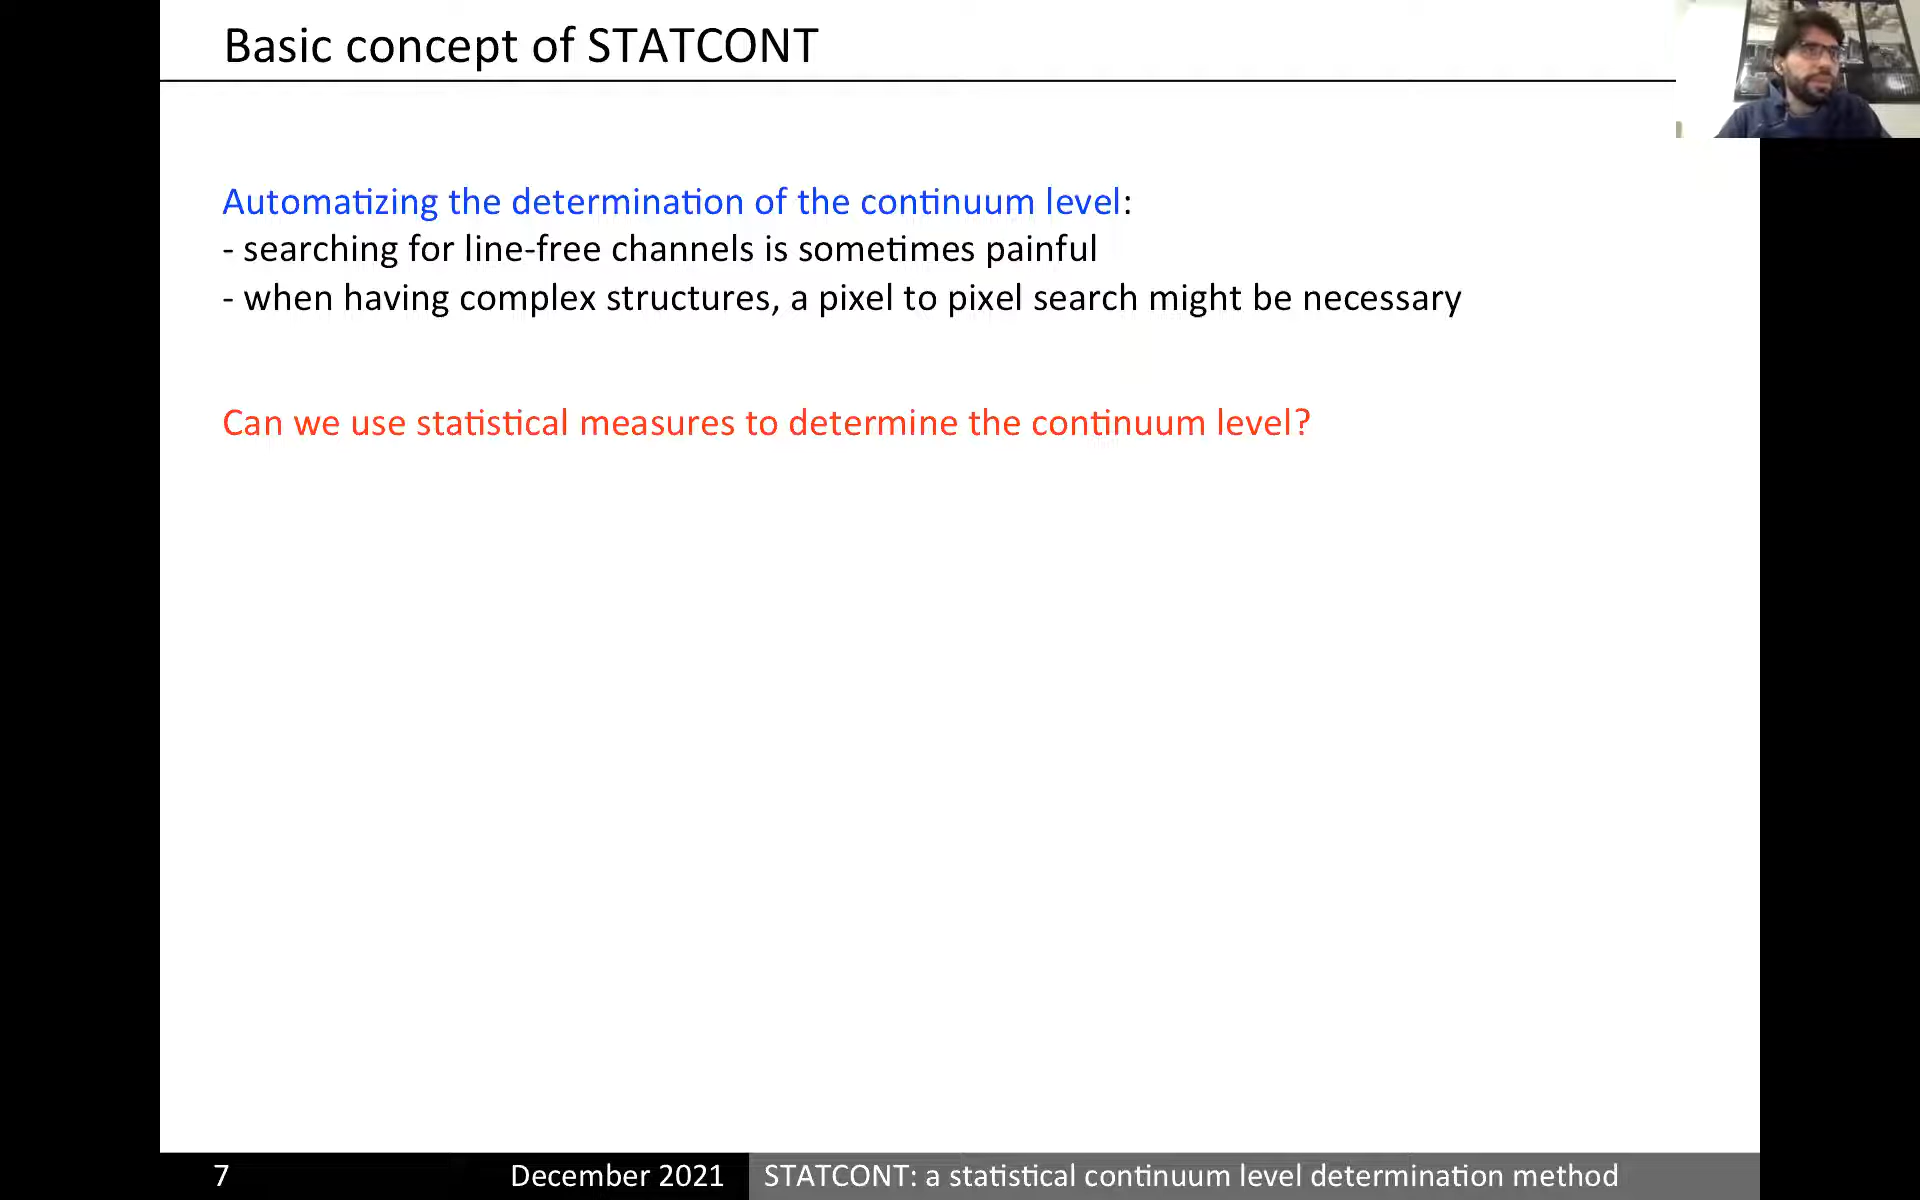 Basic concept of STATCONT
Automatizing the determination of the continuum level:
- searching for line-free channels is sometimes painful
- when having complex structures, a pixel to pixel search might be necessary
Can we use statistical measures to determine the continuum level?
7 December 2021 STATCONT: a statistical continuum level determination method